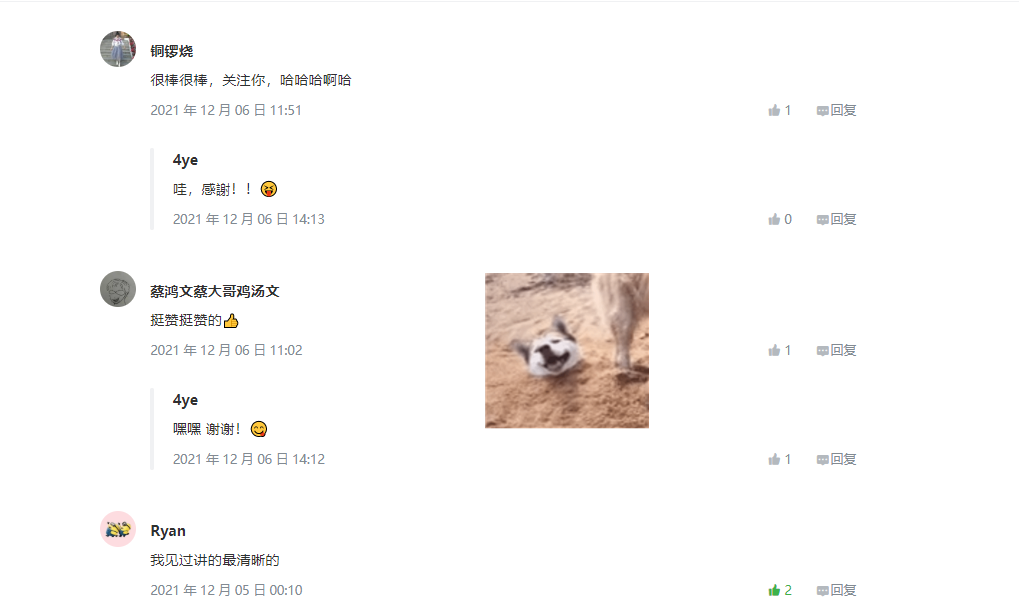 铜锣烧
很棒很棒，关注你，哈哈哈啊哈
2021 年 12 月 06 日 11:51
1
回复
4ye
哇，感謝！！😝
2021 年 12 月 06 日 14:13
0
回复
蔡鸿文蔡大哥鸡汤文
挺赞挺赞的👍
2021 年 12 月 06 日 11:02
1
回复
4ye
嘿嘿 谢谢！😋
2021 年 12 月 06 日 14:12
1
回复
Ryan
我见过讲的最清晰的
2021 年 12 月 05 日 00:10
2
回复